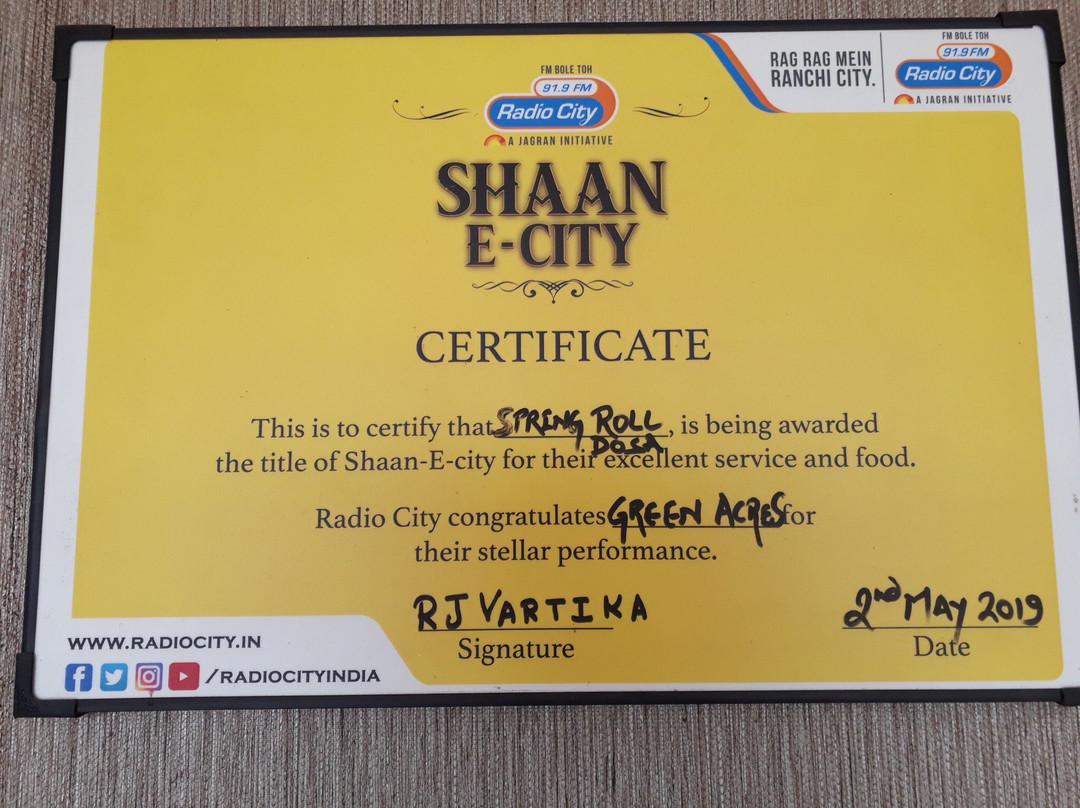 FM BOLE TOH
91.9 FM
Radio City
A JAGRAN INITIATIVE
RAG RAG MEIN
RANCHI CITY.
FM BOLE TOH
91.9 FM
Radio City
A JAGRAN INITIATIVE
SHAAN
E-CITY
CERTIFICATE
This is to certify that SPRING ROLL, is being awarded
DOSA
the title of Shaan-E-city for their excellent service and food.
Radio City congratulates GREEN ACRES for
their stellar performance.
RJ VARTIKA
Signature
2nd MAY 2019
Date
WWW.RADIOCITY.IN
/RADIOCITYINDIA